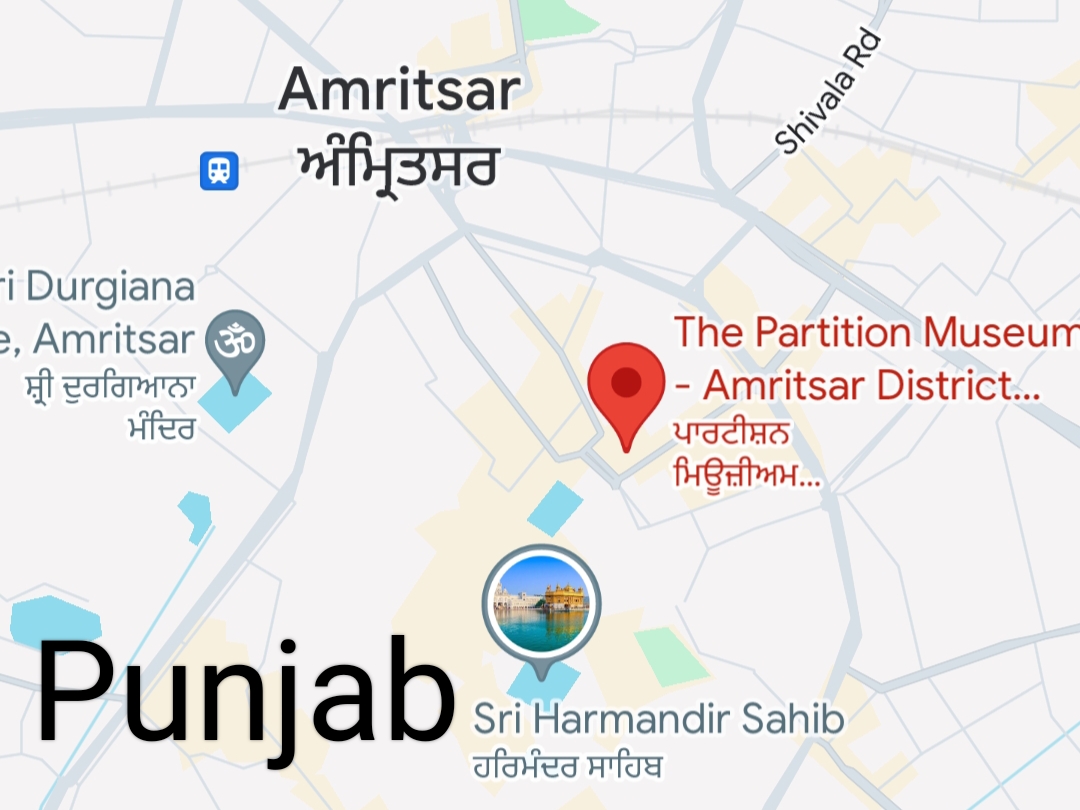 Amritsar
ਅੰਮ੍ਰਿਤਸਰ
Shivala Rd
ri Durgiana
e, Amritsar
ਸ਼੍ਰੀ ਦੁਰਗਿਆਨਾ
ਮੰਦਿਰ
ॐ
The Partition Museum
- Amritsar District...
ਪਾਰਟੀਸ਼ਨ
ਮਿਊਜ਼ੀਅਮ...
Punjab
Sri Harmandir Sahib
ਹਰਿਮੰਦਰ ਸਾਹਿਬ